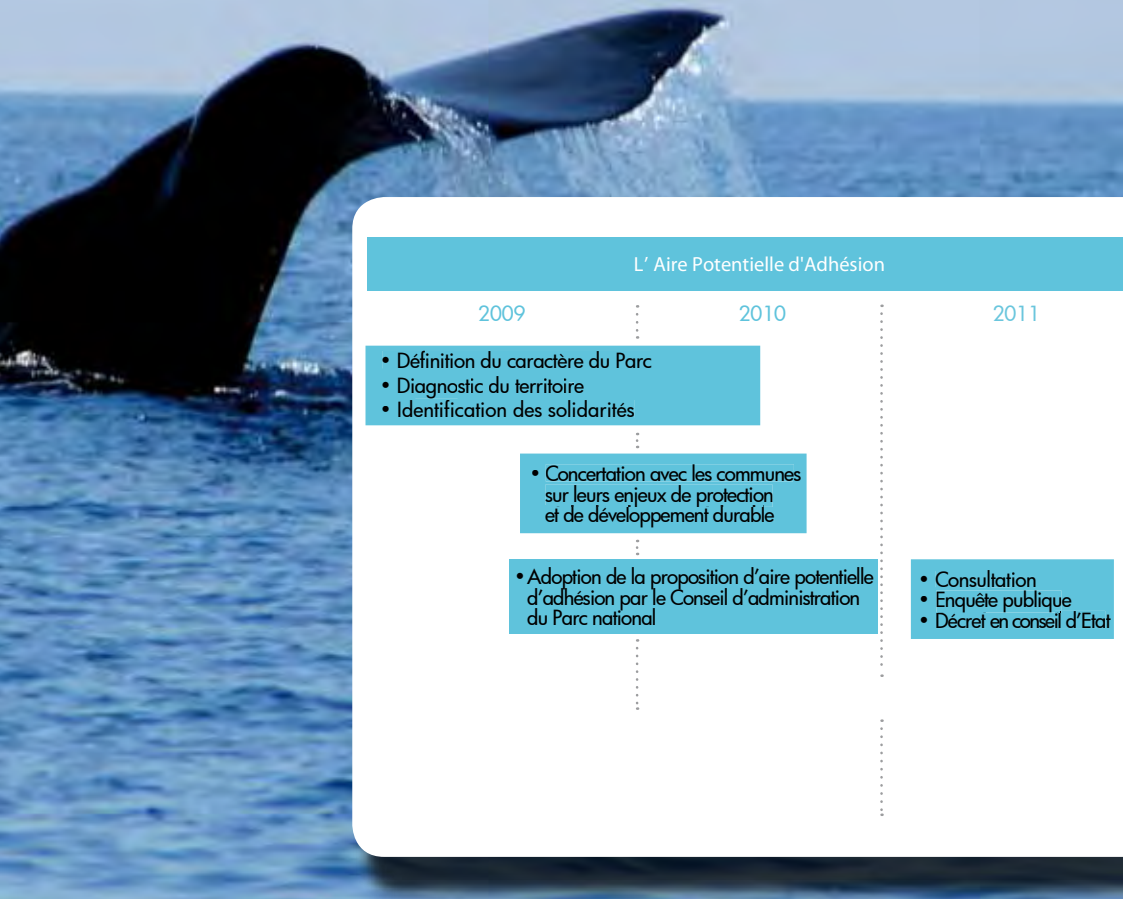 L' Aire Potentielle d'Adhésion
2009
2010
2011
• Définition du caractère du Parc
• Diagnostic du territoire
• Identification des solidarités
• Concertation avec les communes
sur leurs enjeux de protection
et de développement durable
• Adoption de la proposition d'aire potentielle
d'adhésion par le Conseil d'administration
du Parc national
• Consultation
• Enquête publique
• Décret en conseil d'Etat